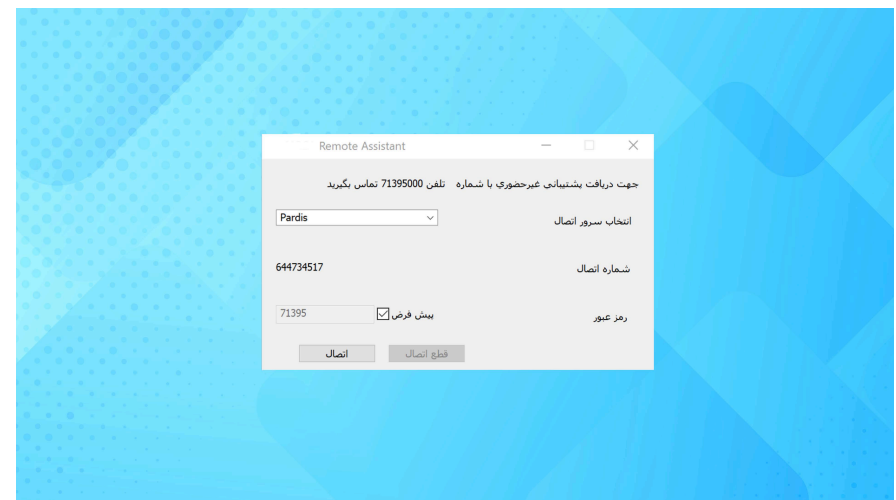 Remote Assistant
جهت دریافت پشتیبانی غیرحضوری با شماره تلفن 71395000 تماس بگیرید
انتخاب سرور اتصال Pardis
شماره اتصال 644734517
رمز عبور پیش فرض 71395
قطع اتصال اتصال